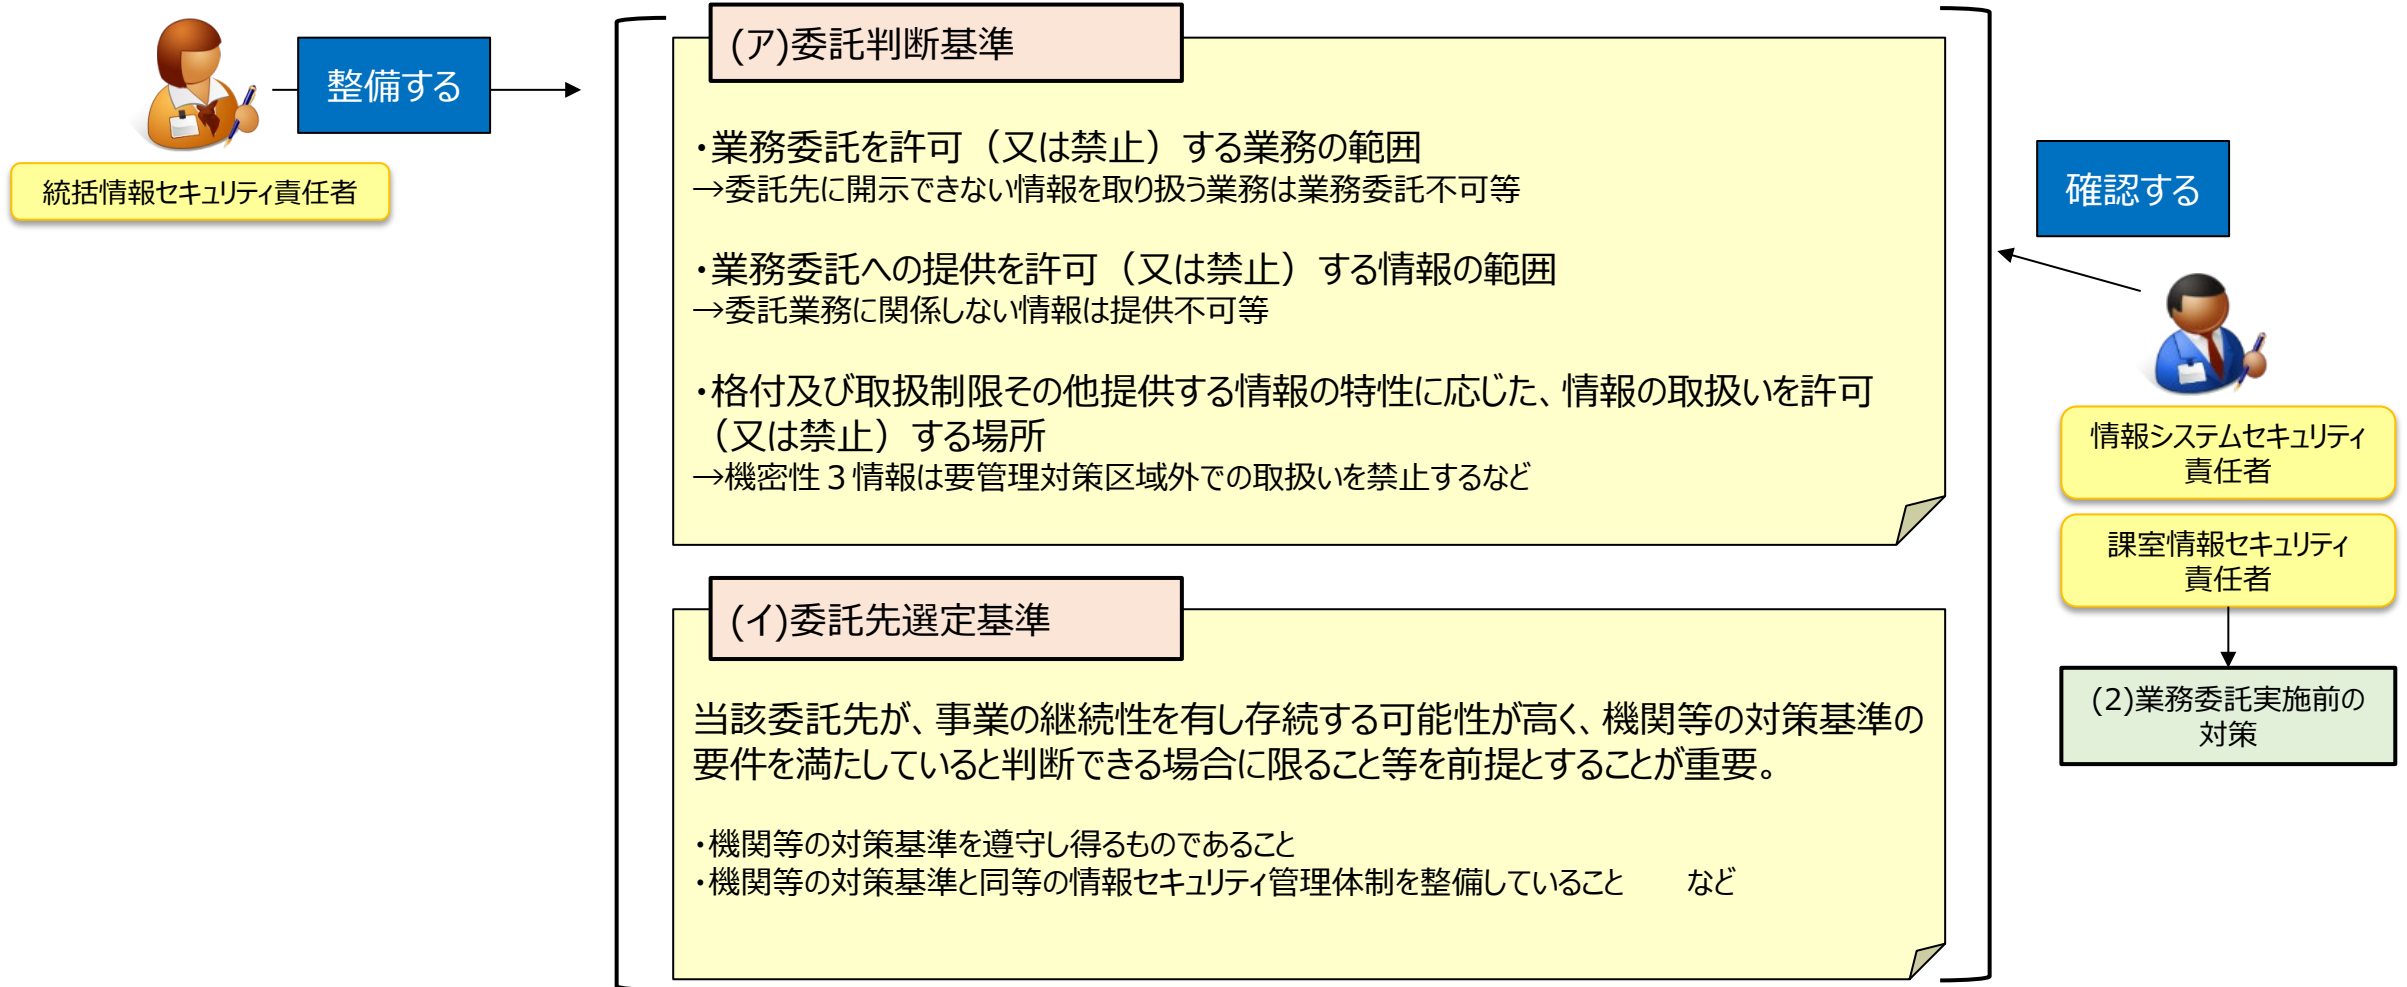 統括情報セキュリティ責任者
整備する
(ア)委託判断基準
・業務委託を許可（又は禁止）する業務の範囲
→委託先に開示できない情報を取り扱う業務は業務委託不可等
・業務委託への提供を許可（又は禁止）する情報の範囲
→委託業務に関係しない情報は提供不可等
・格付及び取扱制限その他提供する情報の特性に応じた、情報の取扱いを許可
（又は禁止）する場所
→機密性３情報は要管理対策区域外での取扱いを禁止するなど
(イ)委託先選定基準
当該委託先が、事業の継続性を有し存続する可能性が高く、機関等の対策基準の
要件を満たしていると判断できる場合に限ること等を前提とすることが重要。
・機関等の対策基準を遵守し得るものであること
・機関等の対策基準と同等の情報セキュリティ管理体制を整備していること　　など
確認する
情報システムセキュリティ
責任者
課室情報セキュリティ
責任者
(2)業務委託実施前の
対策